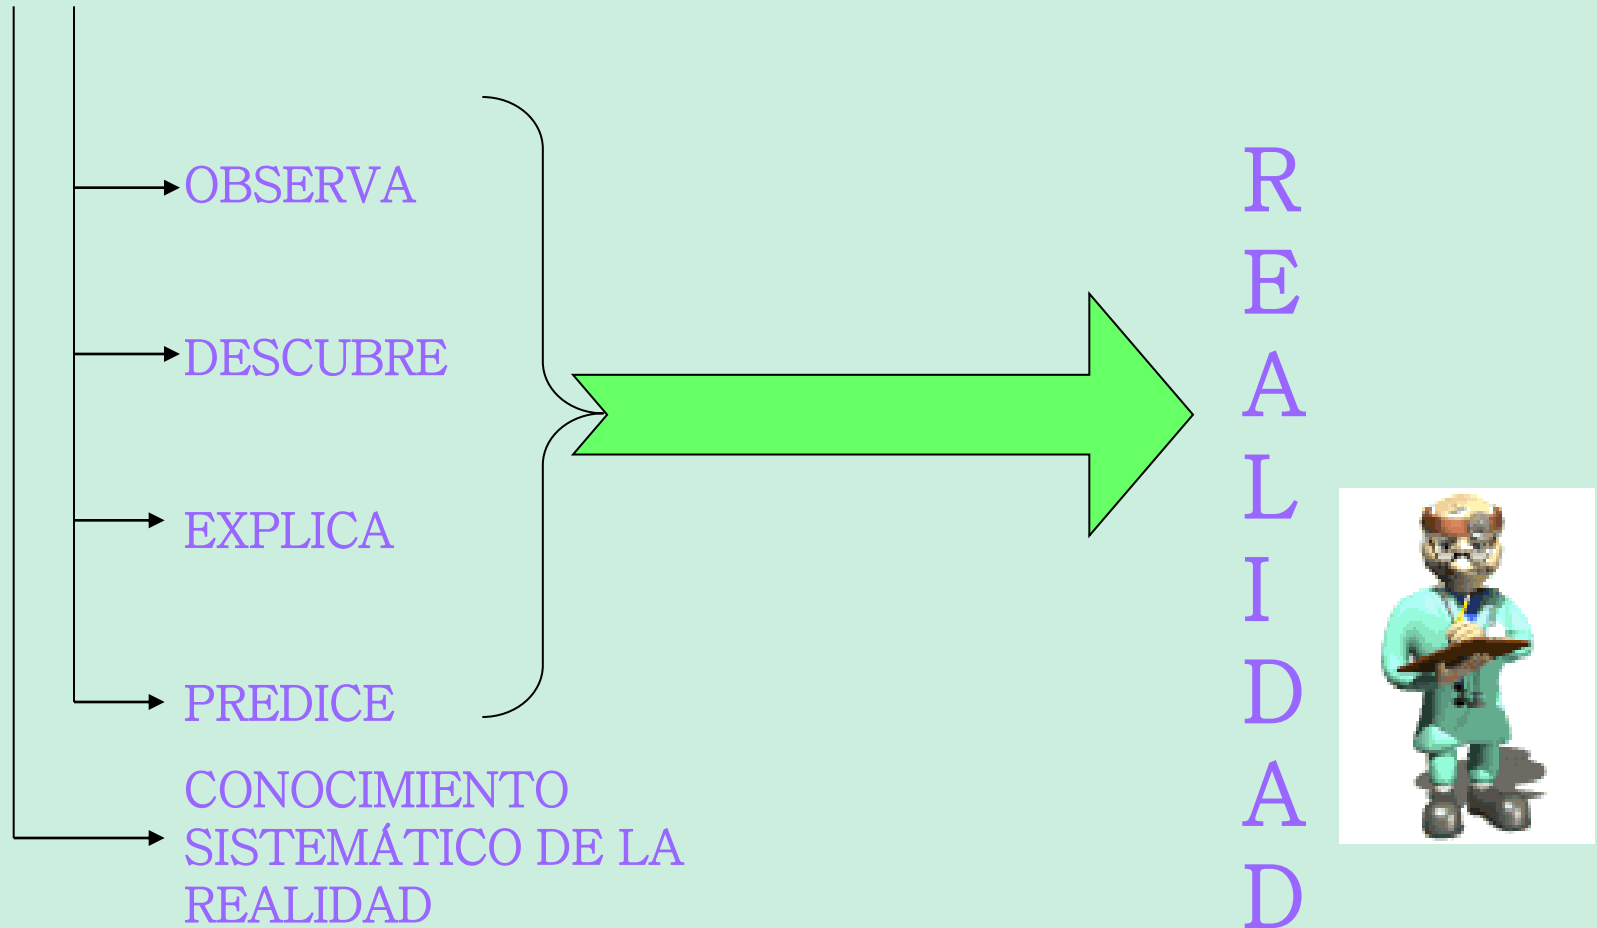 OBSERVA
DESCUBRE
EXPLICA
PREDICE
CONOCIMIENTO
SISTEMÁTICO DE LA
REALIDAD
R
E
A
L
I
D
A
D